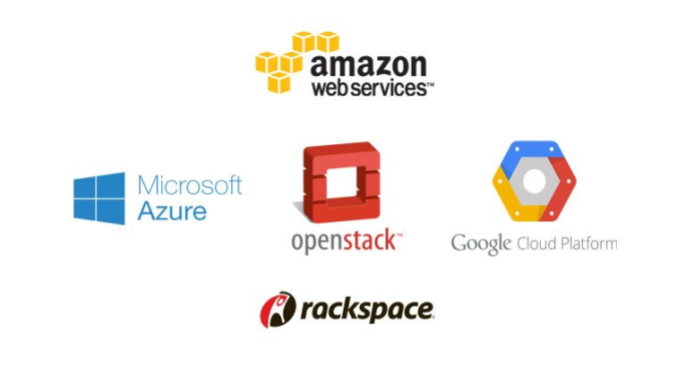 amazon
webservices™
Microsoft
Azure
openstack™
Google Cloud Platform
rackspace®